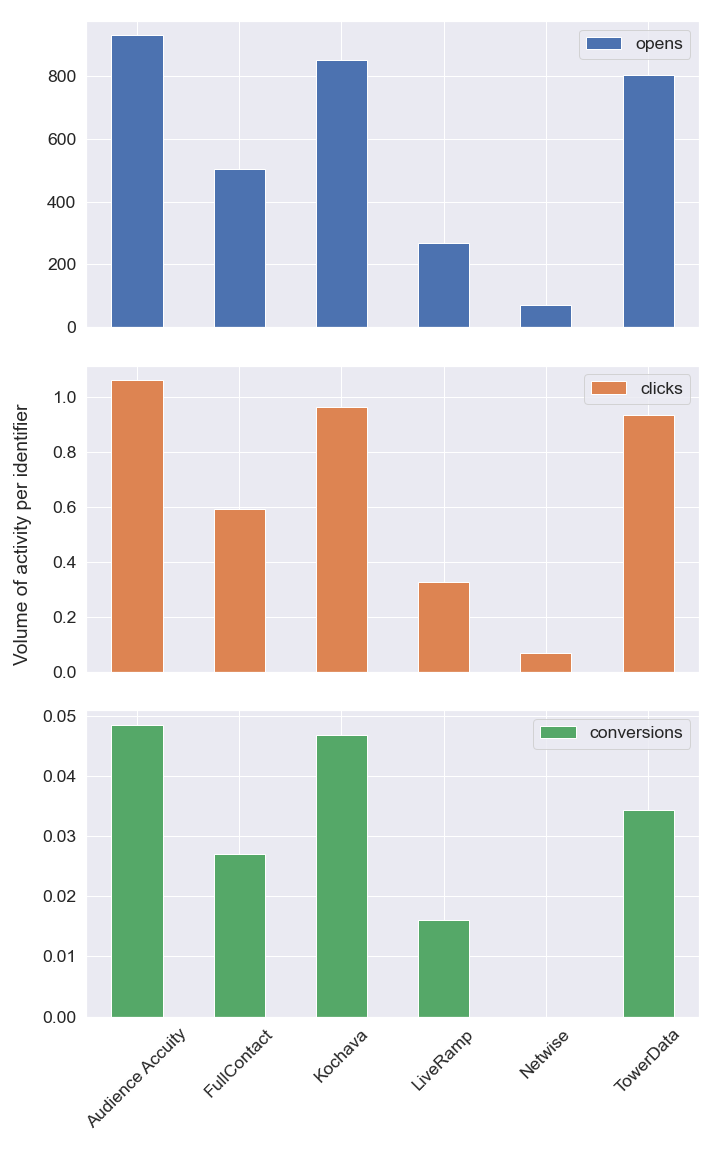 opens
800
600
400
200
0
clicks
1.0
0.8
0.6
0.4
0.2
0.0
Volume of activity per identifier
conversions
0.05
0.04
0.03
0.02
0.01
0.00
Audience Accuity
FullContact
Kochava
LiveRamp
Netwise
TowerData